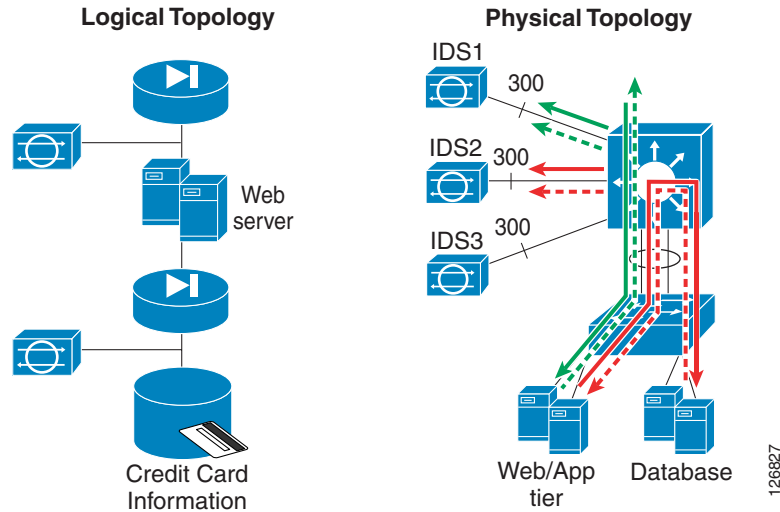 Logical Topology
Web
server
Credit Card
Information
Physical Topology
IDS1
300
IDS2
300
IDS3
300
Web/App
tier
Database
126827